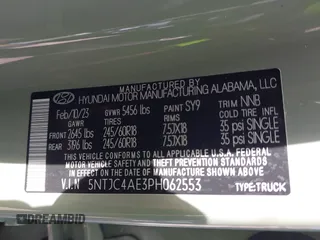 MANUFACTURED BY
HYUNDAI MOTOR MANUFACTURING ALABAMA, LLC
Feb/10/23 GVWR 5456 lbs PAINT SY9 TRIM NNB
GAWR TIRES RIMS COLD TIRE INFL
FRONT 2645 lbs 245/60R18 7.5JX18 35 psi SINGLE
REAR 3196 lbs 245/60R18 7.5JX18 35 psi SINGLE
THIS VEHICLE CONFORMS TO ALL APPLICABLE U.S. FEDERAL
MOTOR VEHICLE SAFETY AND THEFT PREVENTION STANDARDS
IN EFFECT ON THE DATE OF MANUFACTURE SHOWN ABOVE.
V.I.N 5NTJC4AE3PH062553
TYPE:TRUCK
DREAMBID